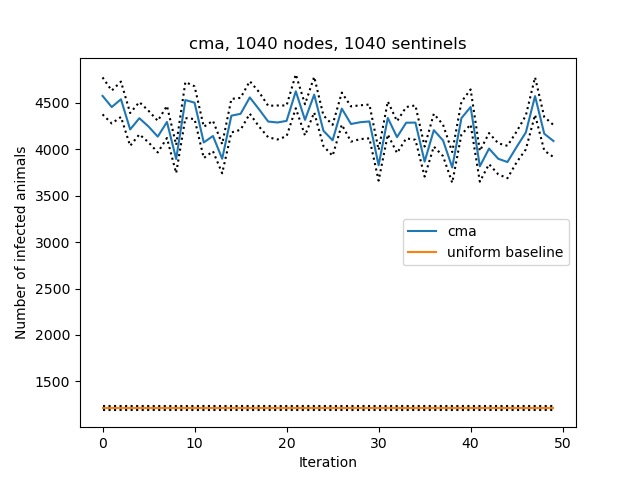 cma, 1040 nodes, 1040 sentinels
Number of infected animals
4500
4000
3500
3000
2500
2000
1500
cma
uniform baseline
0
10
20
30
40
50
Iteration